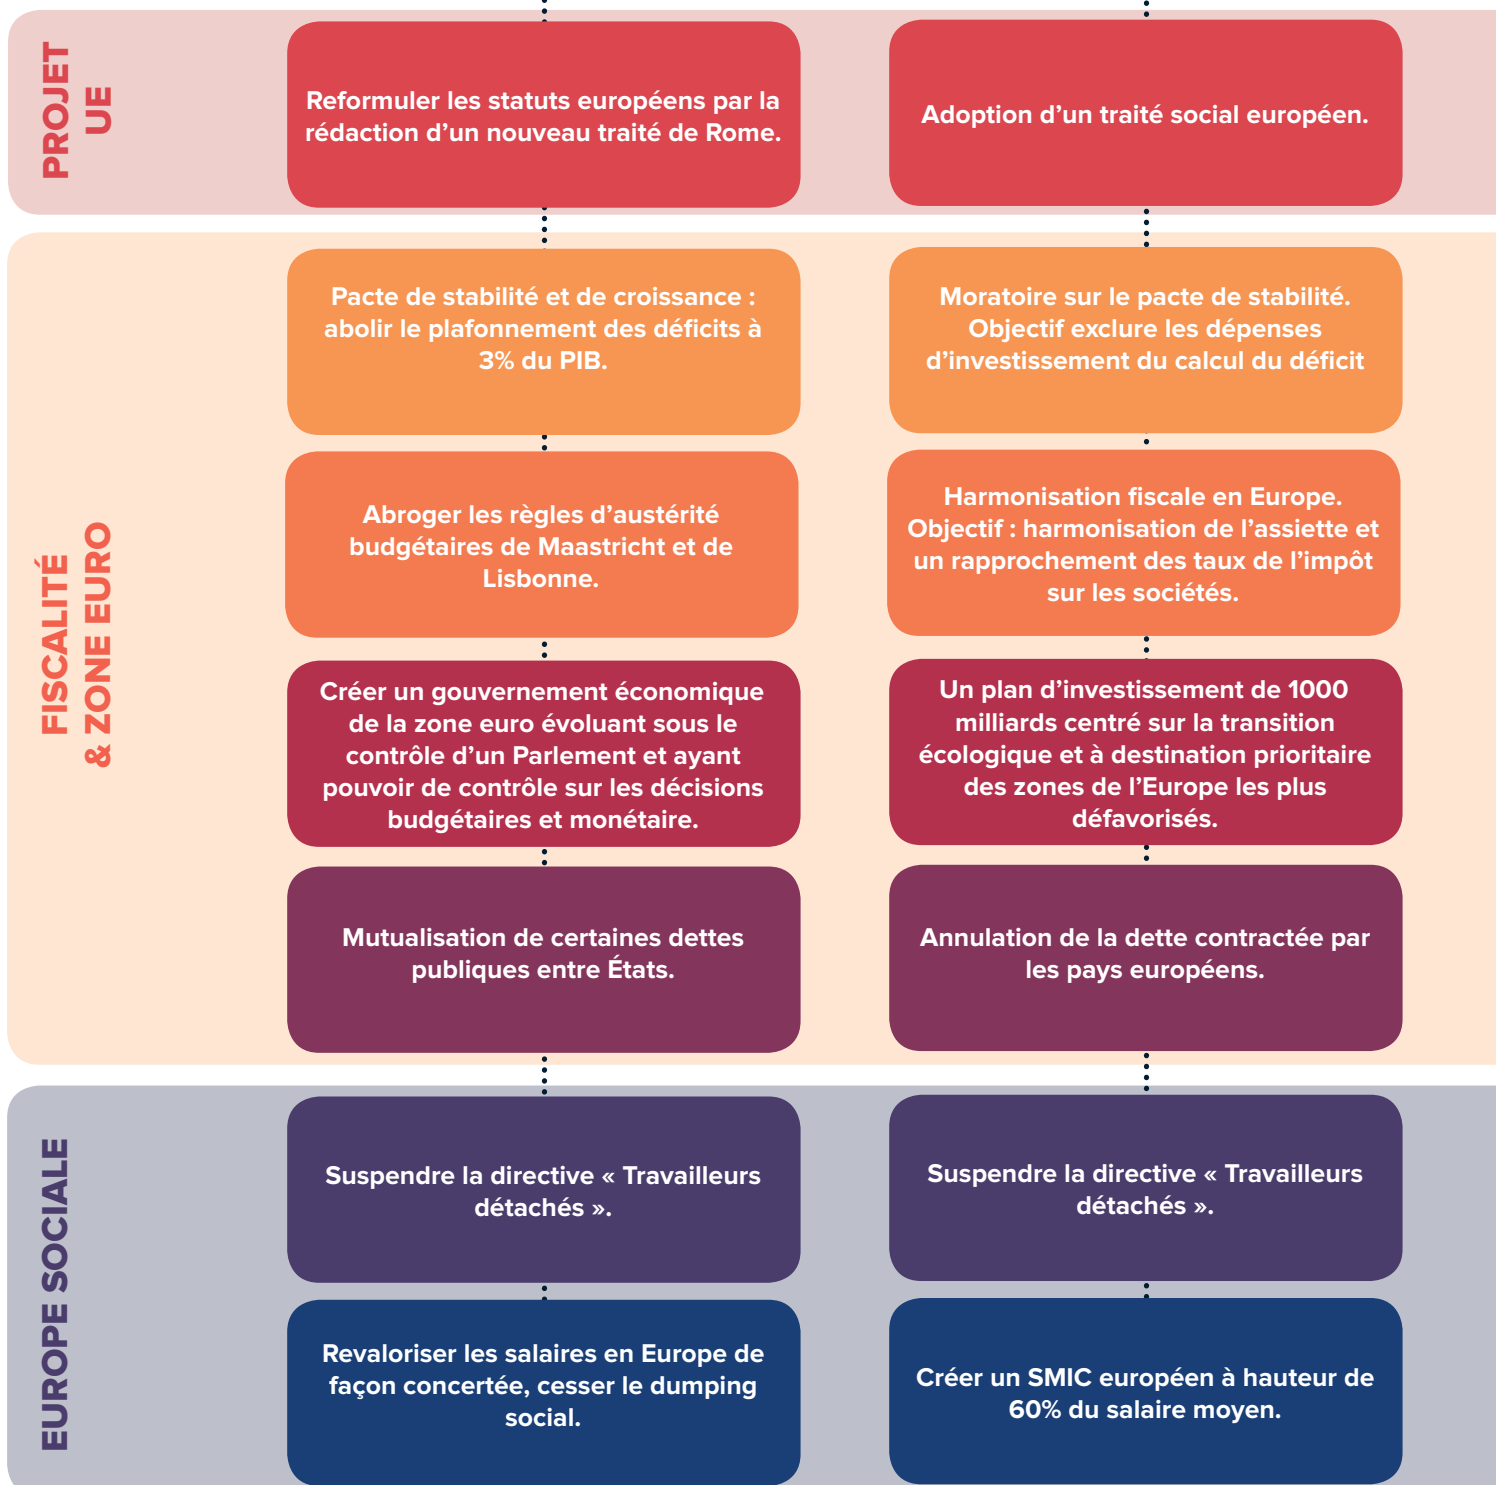 PROJET
UE
Reformuler les statuts européens par la
rédaction d’un nouveau traité de Rome.
Adoption d’un traité social européen.
FISCALITÉ
& ZONE EURO
Pacte de stabilité et de croissance :
abolir le plafonnement des déficits à
3% du PIB.
Moratoire sur le pacte de stabilité.
Objectif exclure les dépenses
d’investissement du calcul du déficit
Abroger les règles d’austérité
budgétaires de Maastricht et de
Lisbonne.
Harmonisation fiscale en Europe.
Objectif : harmonisation de l’assiette et
un rapprochement des taux de l’impôt
sur les sociétés.
Créer un gouvernement économique
de la zone euro évoluant sous le
contrôle d’un Parlement et ayant
pouvoir de contrôle sur les décisions
budgétaires et monétaire.
Un plan d’investissement de 1000
milliards centré sur la transition
écologique et à destination prioritaire
des zones de l’Europe les plus
défavorisés.
Mutualisation de certaines dettes
publiques entre États.
Annulation de la dette contractée par
les pays européens.
EUROPE SOCIALE
Suspendre la directive « Travailleurs
détachés ».
Suspendre la directive « Travailleurs
détachés ».
Revaloriser les salaires en Europe de
façon concertée, cesser le dumping
social.
Créer un SMIC européen à hauteur de
60% du salaire moyen.